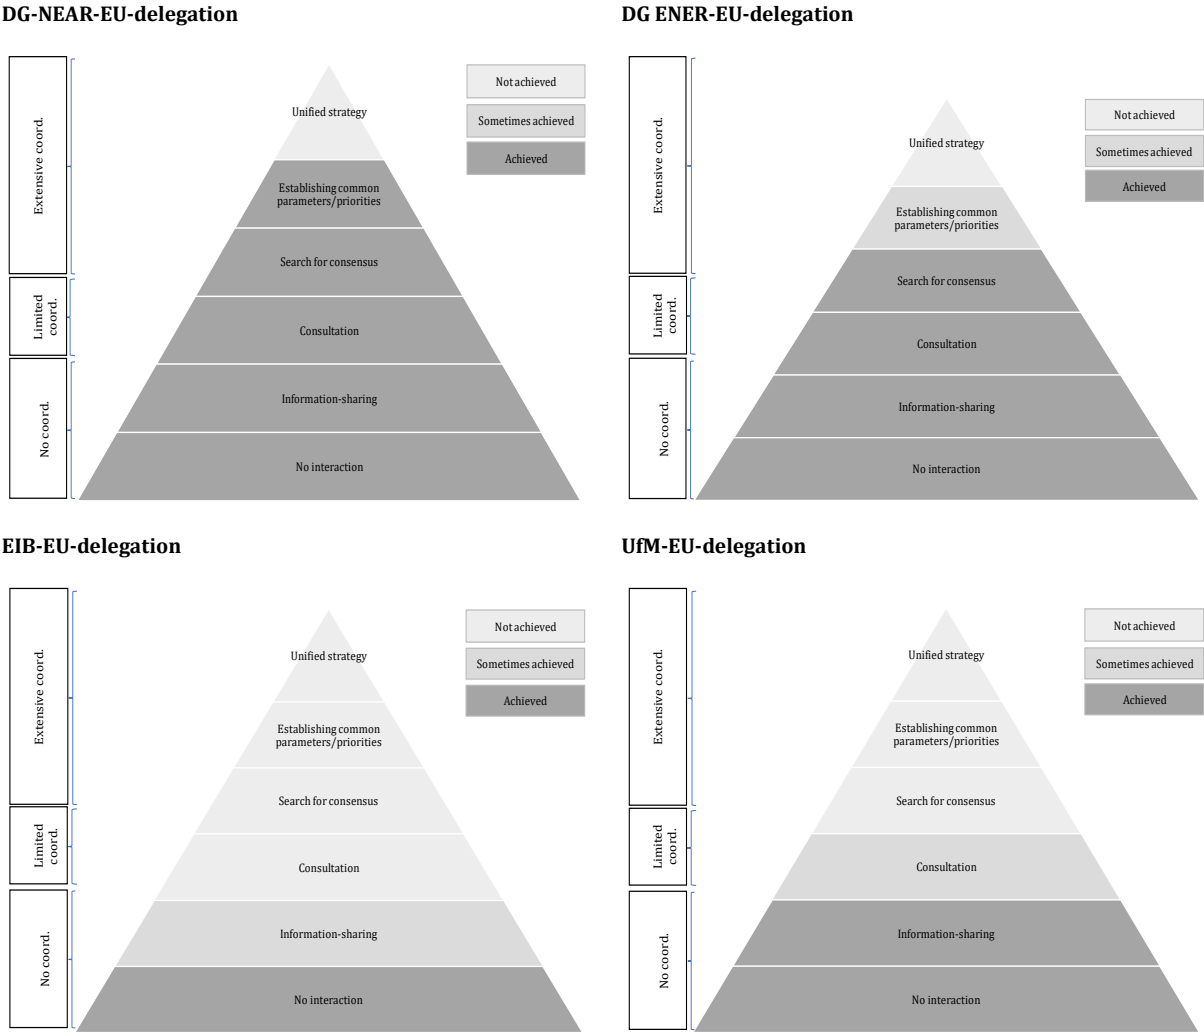 DG-NEAR-EU-delegation
Extensive coord.
Limited
coord.
No coord.
Unified strategy
Establishing common
parameters/priorities
Search for consensus
Consultation
Information-sharing
No interaction
Not achieved
Sometimes achieved
Achieved
DG ENER-EU-delegation
Extensive coord.
Limited
coord.
No coord.
Unified strategy
Establishing common
parameters/priorities
Search for consensus
Consultation
Information-sharing
No interaction
Not achieved
Sometimes achieved
Achieved
EIB-EU-delegation
Extensive coord.
Limited
coord.
No coord.
Unified strategy
Establishing common
parameters/priorities
Search for consensus
Consultation
Information-sharing
No interaction
Not achieved
Sometimes achieved
Achieved
UfM-EU-delegation
Extensive coord.
Limited
coord.
No coord.
Unified strategy
Establishing common
parameters/priorities
Search for consensus
Consultation
Information-sharing
No interaction
Not achieved
Sometimes achieved
Achieved